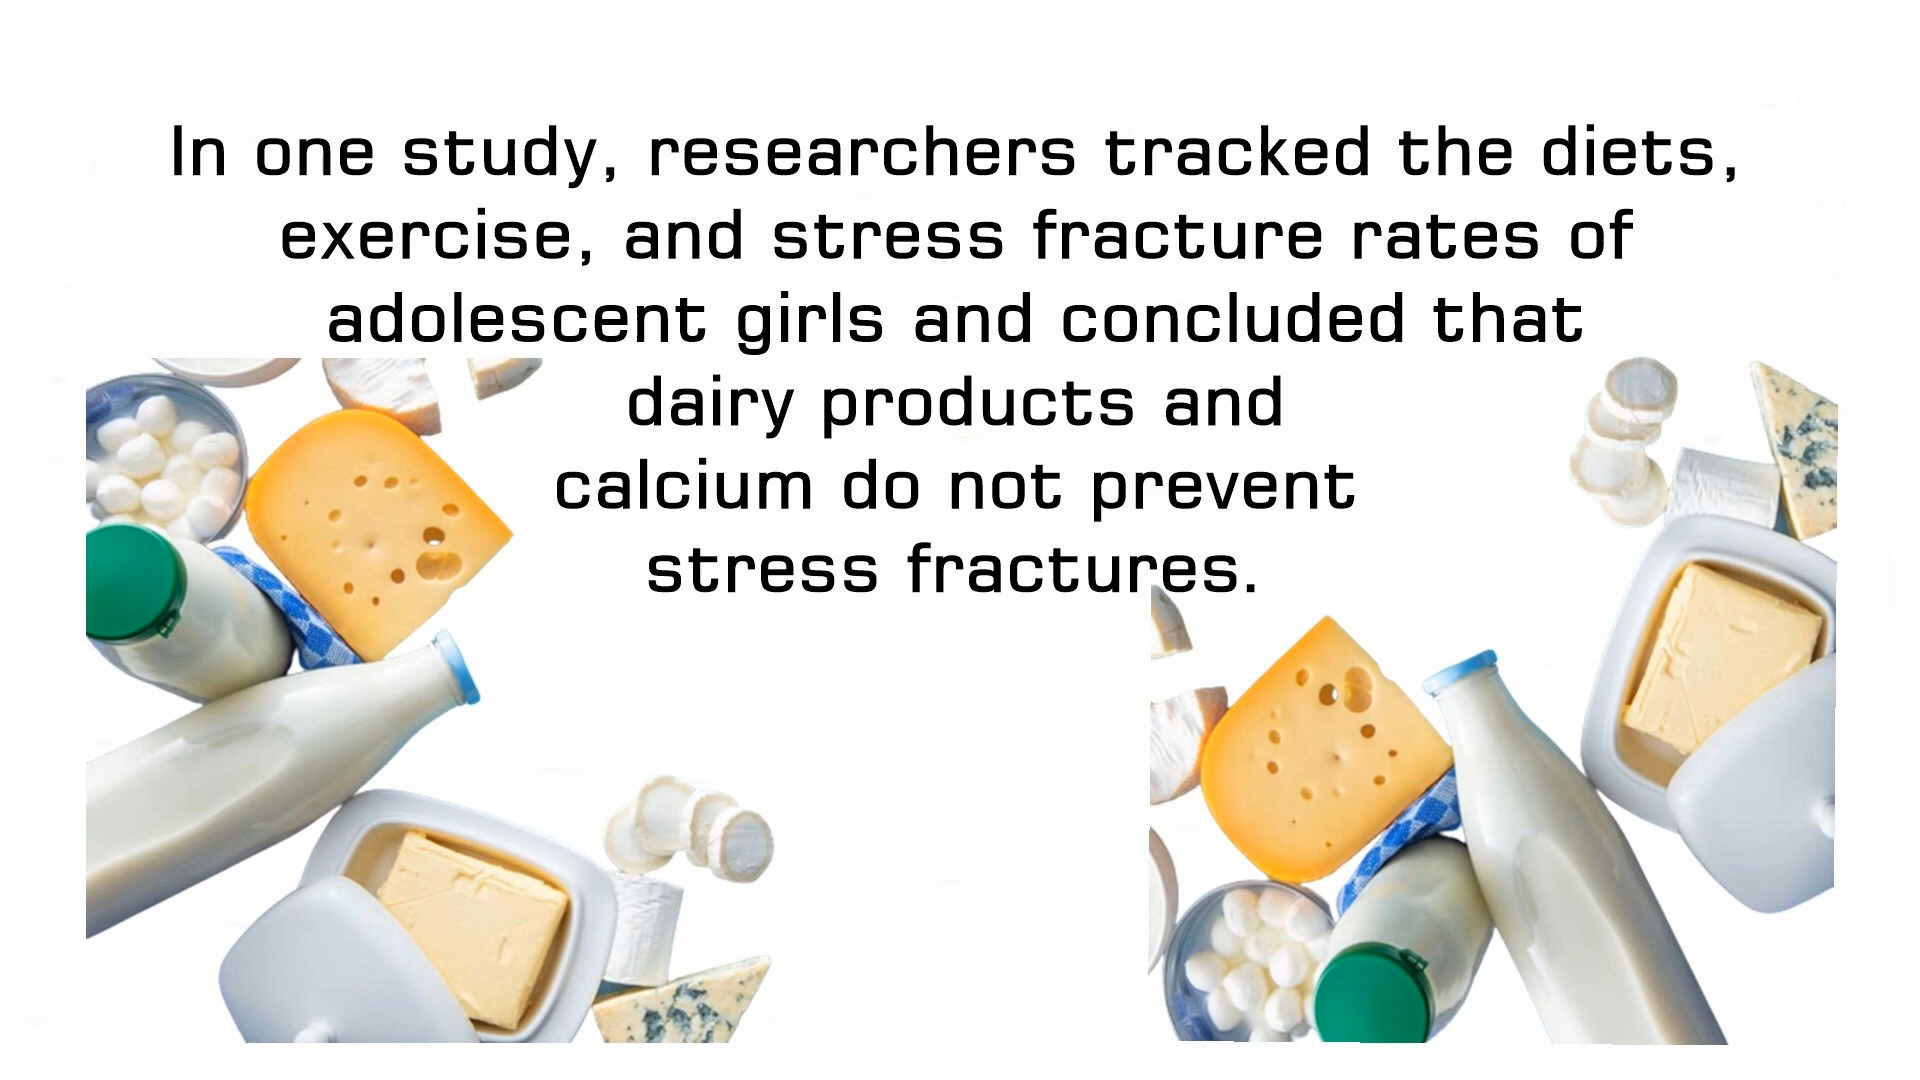 In one study, researchers tracked the diets,
exercise, and stress fracture rates of
adolescent girls and concluded that
dairy products and
calcium do not prevent
stress fractures.